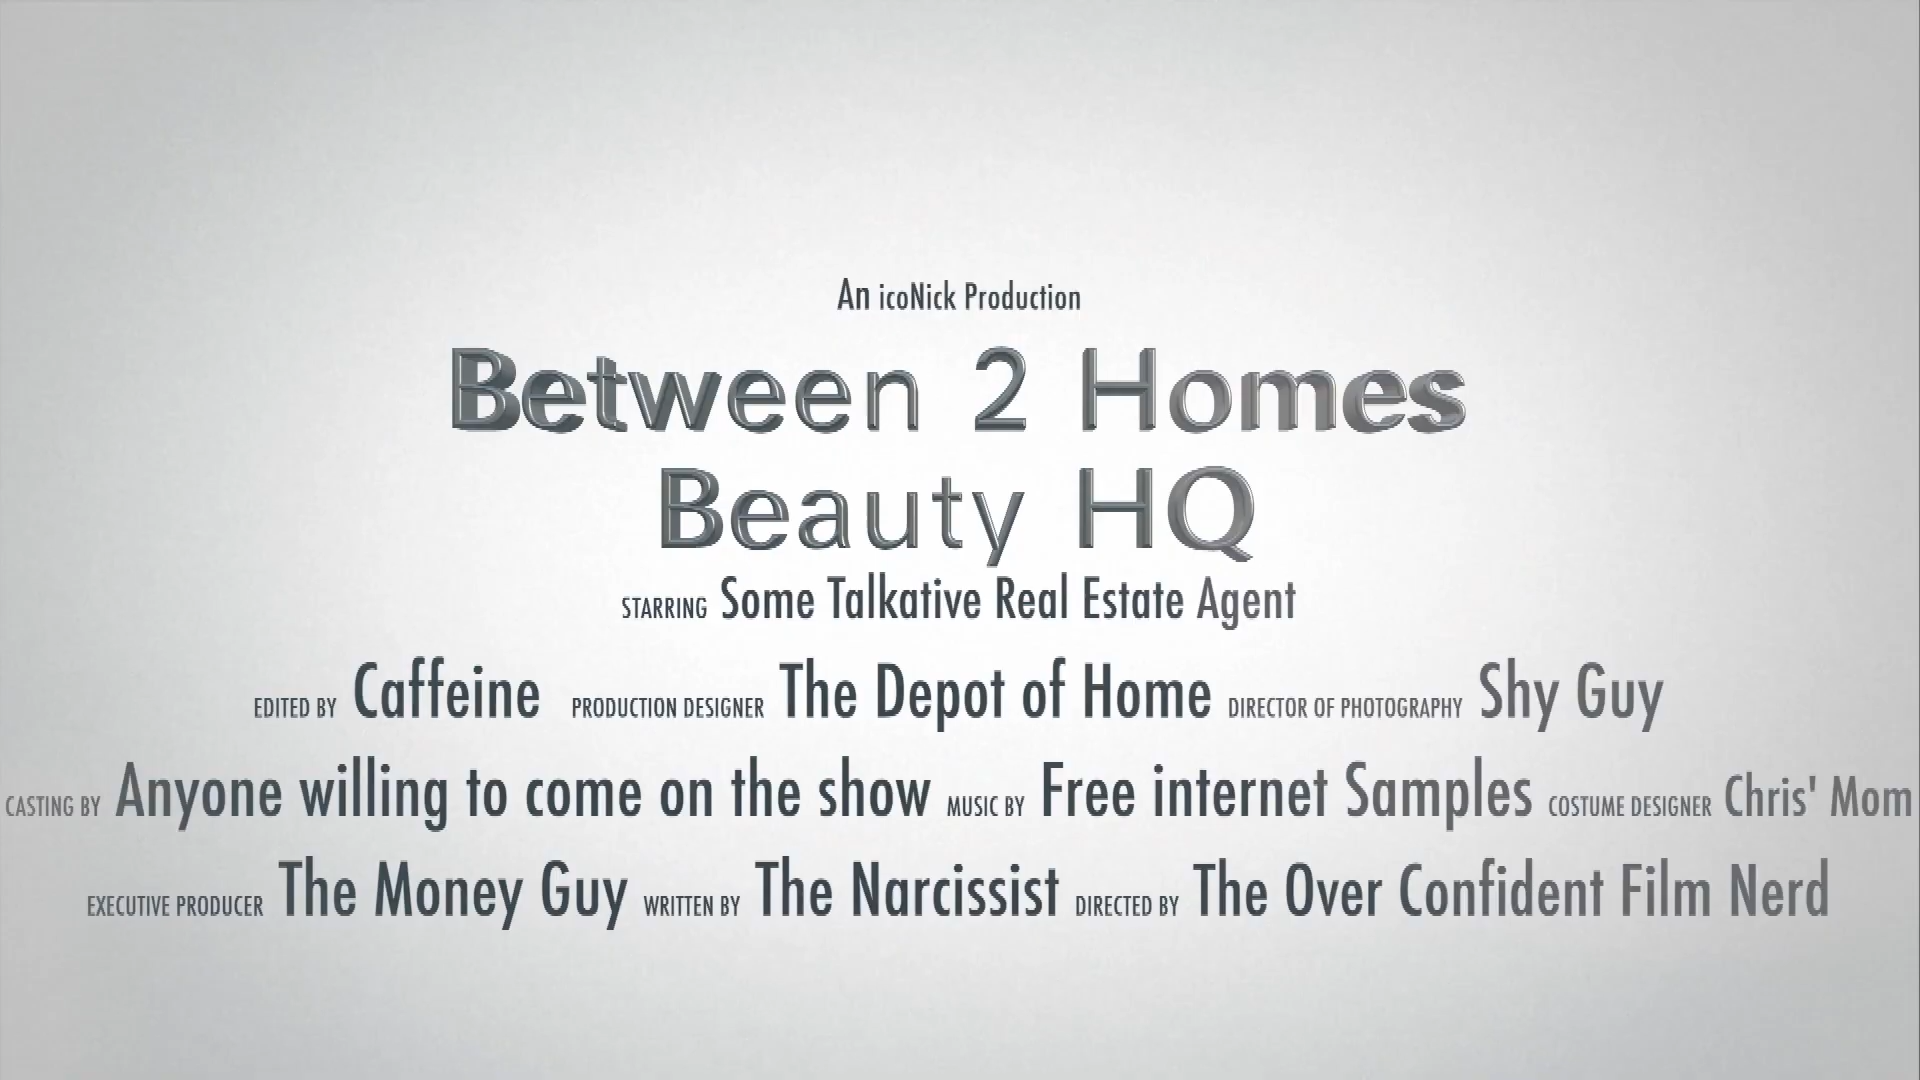 An icoNick Production
Between 2 Homes
Beauty HQ
STARRING Some Talkative Real Estate Agent
EDITED BY Caffeine PRODUCTION DESIGNER The Depot of Home DIRECTOR OF PHOTOGRAPHY Shy Guy
CASTING BY Anyone willing to come on the show MUSIC BY Free internet Samples COSTUME DESIGNER Chris' Mom
EXECUTIVE PRODUCER The Money Guy WRITTEN BY The Narcissist DIRECTED BY The Over Confident Film Nerd